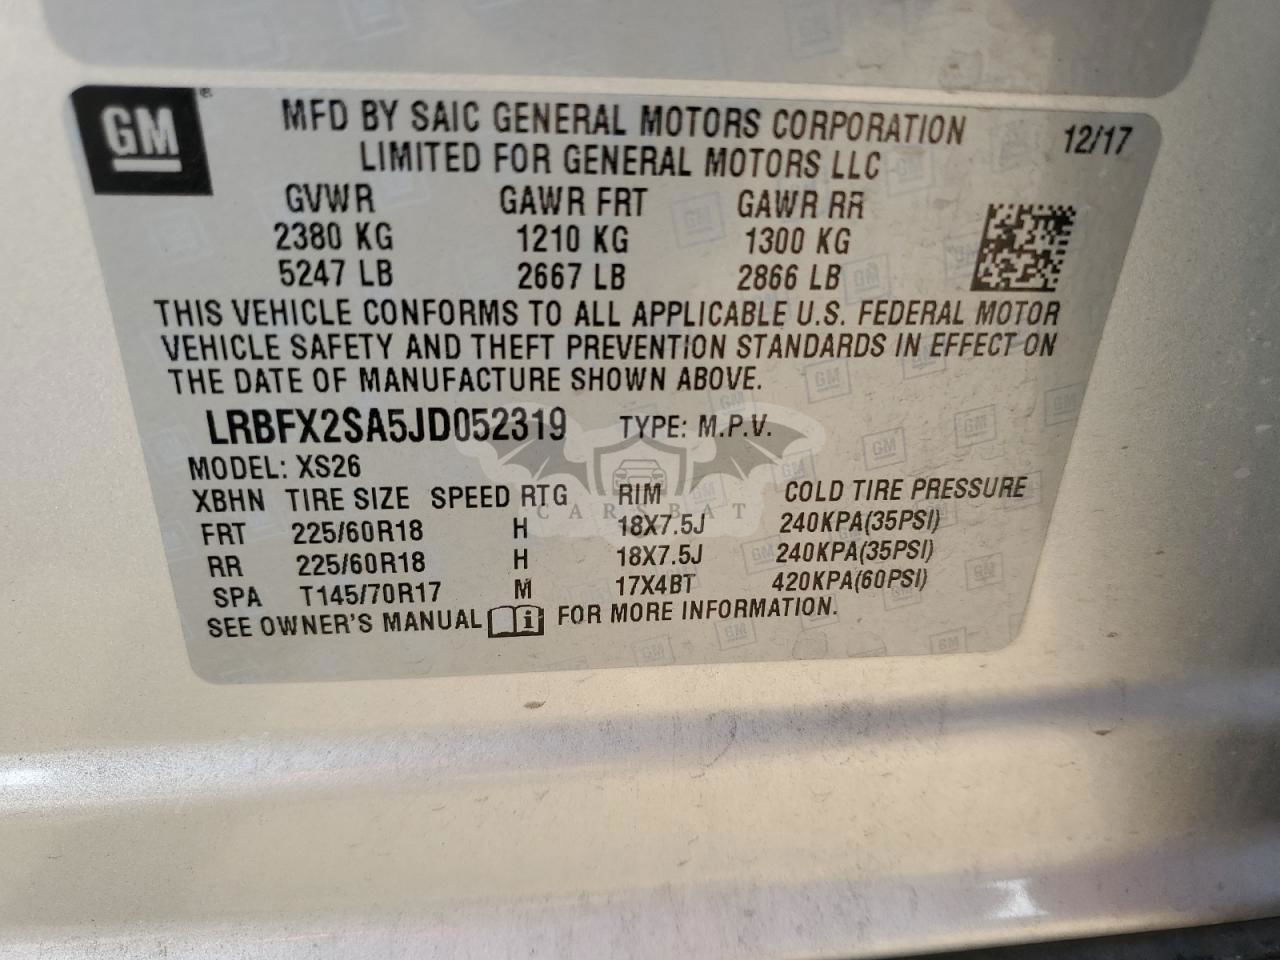 GM ®
MFD BY SAIC GENERAL MOTORS CORPORATION 12/17
LIMITED FOR GENERAL MOTORS LLC
GVWR GAWR FRT GAWR RR
2380 KG 1210 KG 1300 KG
5247 LB 2667 LB 2866 LB
THIS VEHICLE CONFORMS TO ALL APPLICABLE U.S. FEDERAL MOTOR
VEHICLE SAFETY AND THEFT PREVENTION STANDARDS IN EFFECT ON
THE DATE OF MANUFACTURE SHOWN ABOVE.
LRBFX2SA5JD052319 TYPE: M.P.V.
MODEL: XS26
XBHN TIRE SIZE SPEED RTG RIM COLD TIRE PRESSURE
CARSBAT
FRT 225/60R18 H 18X7.5J 240KPA(35PSI)
RR 225/60R18 H 18X7.5J 240KPA(35PSI)
SPA T145/70R17 M 17X4BT 420KPA(60PSI)
SEE OWNER'S MANUAL i FOR MORE INFORMATION.